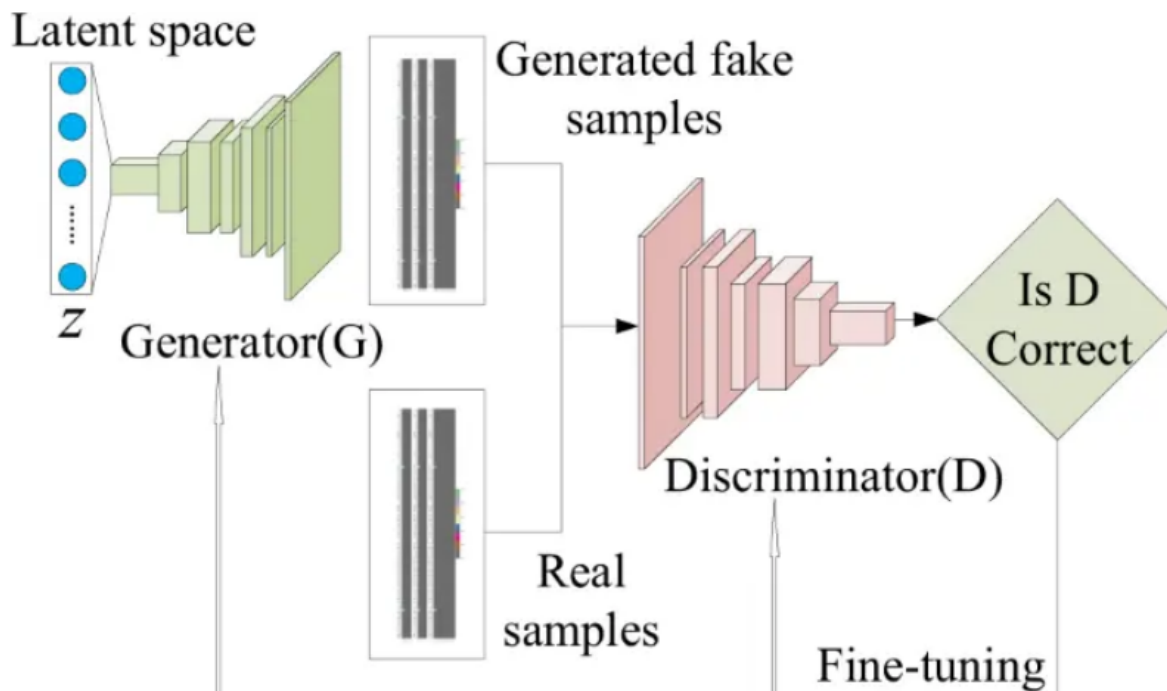 Latent space
Generated fake
samples
......
z
Generator(G)
Is D
Correct
Discriminator(D)
Real
samples
Fine-tuning